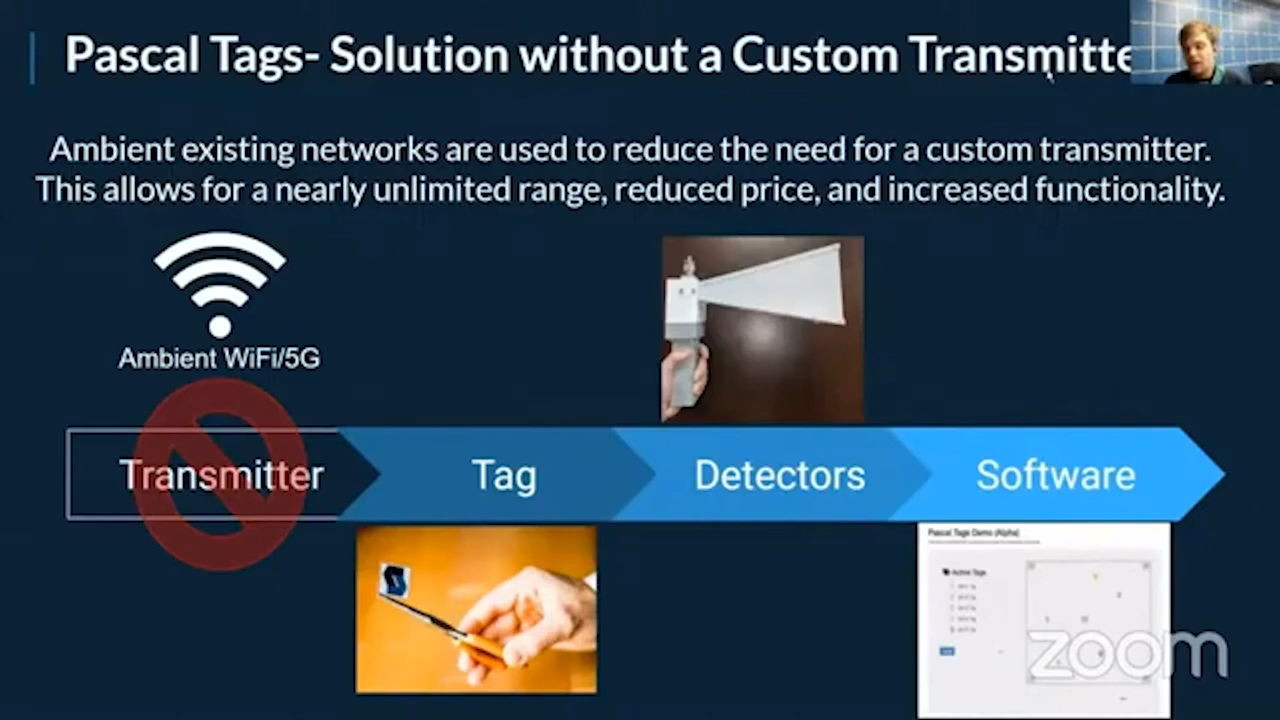 Pascal Tags- Solution without a Custom Transmitte
Ambient existing networks are used to reduce the need for a custom transmitter.
This allows for a nearly unlimited range, reduced price, and increased functionality.
Ambient WiFi/5G
Transmitter
Tag
Detectors
Software
Pascal Tags Demo (Alpha)
Active Tags
zoom